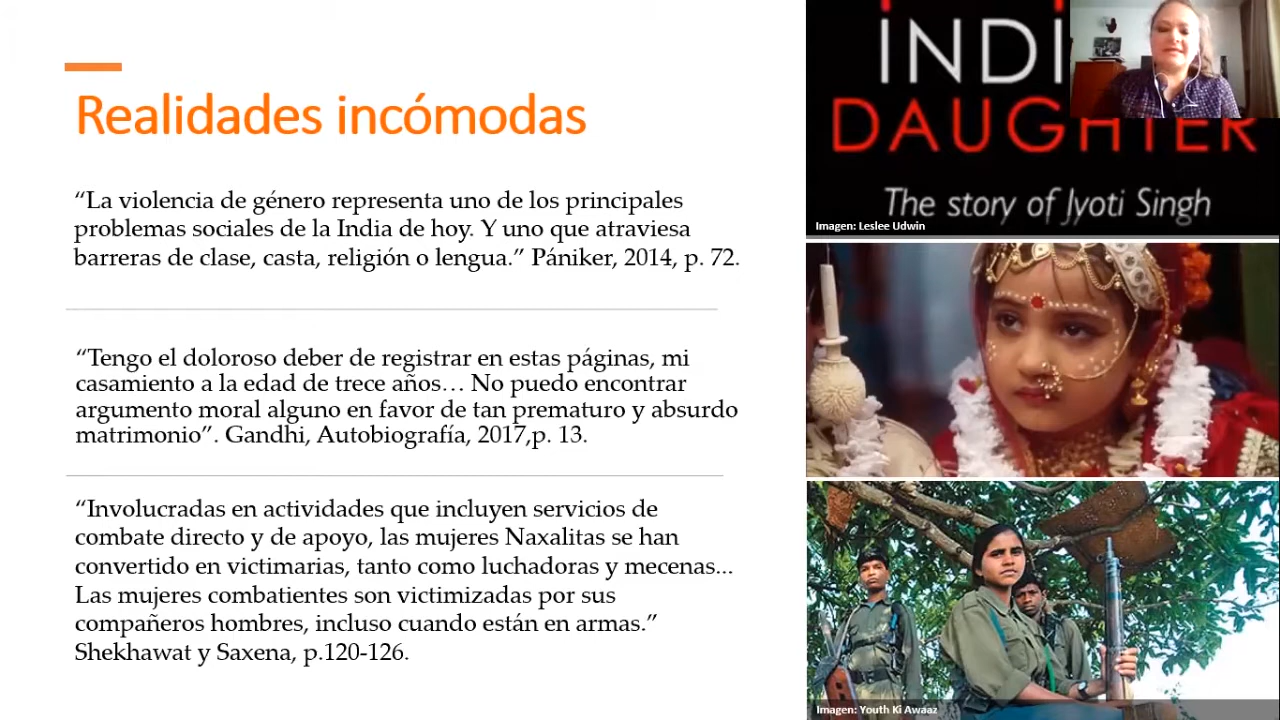 Realidades incómodas
“La violencia de género representa uno de los principales
problemas sociales de la India de hoy. Y uno que atraviesa
barreras de clase, casta, religión o lengua.” Pániker, 2014, p. 72.
“Tengo el doloroso deber de registrar en estas páginas, mi
casamiento a la edad de trece años… No puedo encontrar
argumento moral alguno en favor de tan prematuro y absurdo
matrimonio”. Gandhi, Autobiografía, 2017,p. 13.
“Involucradas en actividades que incluyen servicios de
combate directo y de apoyo, las mujeres Naxalitas se han
convertido en victimarias, tanto como luchadoras y mecenas...
Las mujeres combatientes son victimizadas por sus
compañeros hombres, incluso cuando están en armas.”
Shekhawat y Saxena, p.120-126.
DAUGHTER
The story of Jyoti Singh
Imagen: Leslee Udwin
Imagen: Youth Ki Awaaz